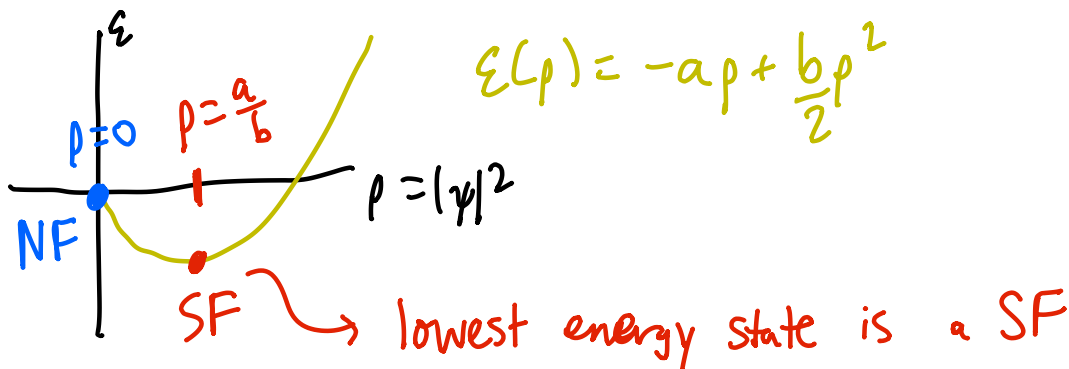 ε
ε(ρ) = -aρ + b/2 ρ²
ρ = a/b
ρ=0
ρ = |ψ|²
NF
SF
lowest energy state is a SF